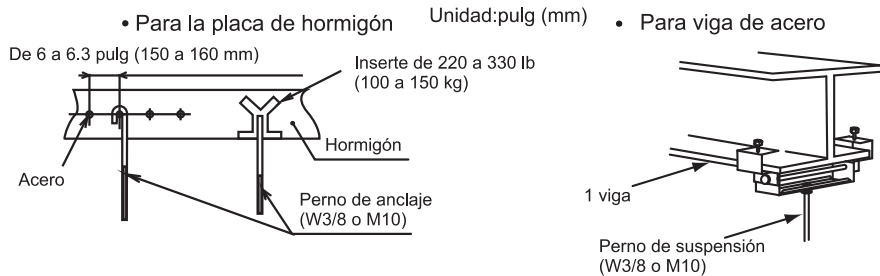 • Para la placa de hormigón
Unidad:pulg (mm)
• Para viga de acero
De 6 a 6.3 pulg (150 a 160 mm)
Inserte de 220 a 330 lb
(100 a 150 kg)
Hormigón
Acero
Perno de anclaje
(W3/8 o M10)
1 viga
Perno de suspensión
(W3/8 o M10)